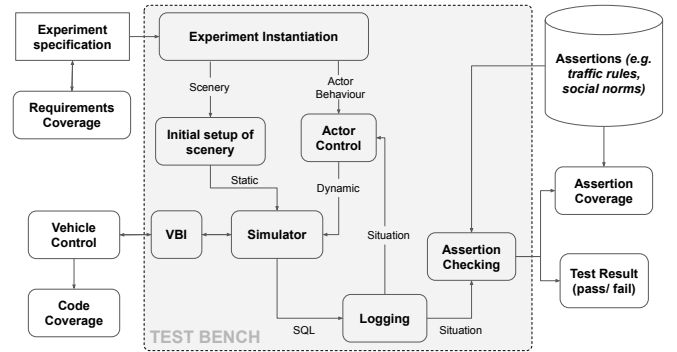 Experiment
specification
Experiment Instantiation
Assertions (e.g.
traffic rules,
social norms)
Scenery
Actor
Behaviour
Requirements
Coverage
Initial setup of
scenery
Actor
Control
Static
Dynamic
Assertion
Coverage
Vehicle
Control
VBI
Simulator
Situation
Assertion
Checking
Test Result
(pass/ fail)
Code
Coverage
TEST BENCH
SQL
Logging
Situation